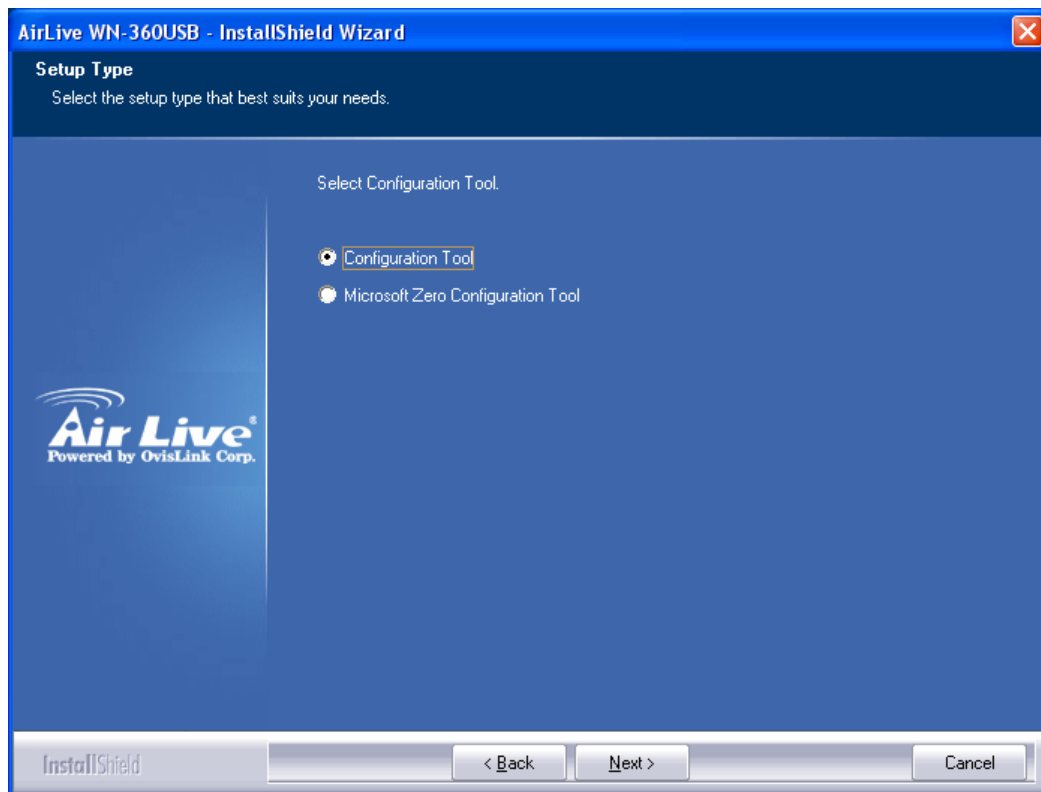 AirLive WN-360USB - InstallShield Wizard
Setup Type
Select the setup type that best suits your needs.
Select Configuration Tool.
Configuration Tool
Microsoft Zero Configuration Tool
Air Live®
Powered by OvisLink Corp.
InstallShield
< Back
Next >
Cancel